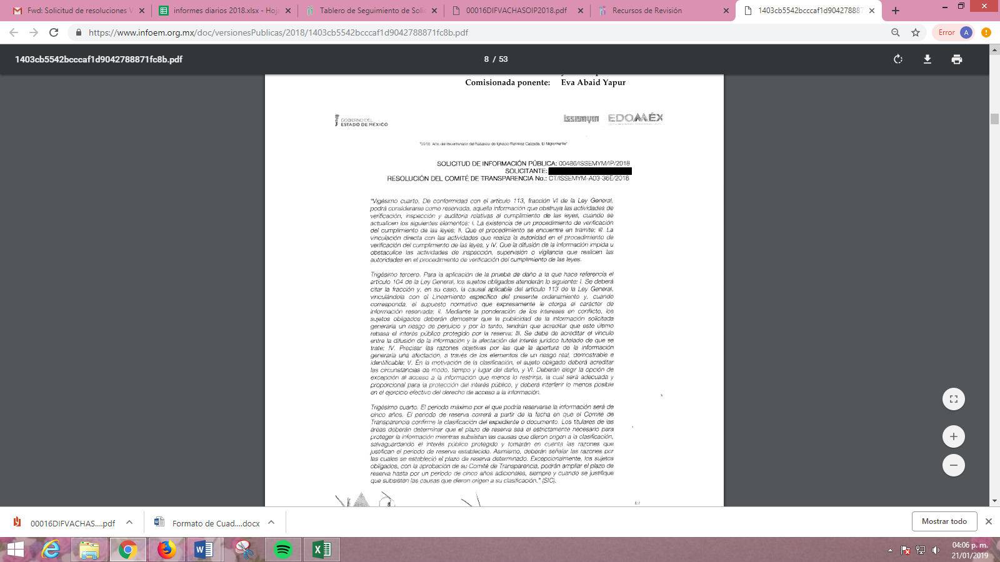 Fwd: Solicitud de resoluciones V
informes diarios 2018.xlsx - Hoja
Tablero de Seguimiento de Solic
00016DIFVACHASOIP2018.pdf
Recursos de Revisión
1403cb5542bcccaf1d9042788871
https://www.infoem.org.mx/doc/versionesPublicas/2018/1403cb5542bcccaf1d9042788871fc8b.pdf
Error A
1403cb5542bcccaf1d9042788871fc8b.pdf
8 / 53
Comisionada ponente: Eva Abaid Yapur
GOBIERNO DEL
ESTADO DE MÉXICO
issemym EDOMÉX
"2018. Año del Bicentenario del Natalicio de Ignacio Ramírez Calzada, El Nigromante"
SOLICITUD DE INFORMACIÓN PÚBLICA: 00486/ISSEMYM/IP/2018
SOLICITANTE:
RESOLUCIÓN DEL COMITÉ DE TRANSPARENCIA No.: CT/ISSEMYM-A03-36E/2018
"Vigésimo cuarto. De conformidad con el artículo 113, fracción VI de la Ley General,
podrá considerarse como reservada, aquella información que obstruya las actividades de
verificación, inspección y auditoría relativas al cumplimiento de las leyes, cuando se
actualicen los siguientes elementos: I. La existencia de un procedimiento de verificación
del cumplimiento de las leyes; II. Que el procedimiento se encuentre en trámite; III. La
vinculación directa con las actividades que realiza la autoridad en el procedimiento de
verificación del cumplimiento de las leyes, y IV. Que la difusión de la información impida u
obstaculice las actividades de inspección, supervisión o vigilancia que realicen las
autoridades en el procedimiento de verificación del cumplimiento de las leyes.
Trigésimo tercero. Para la aplicación de la prueba de daño a la que hace referencia el
artículo 104 de la Ley General, los sujetos obligados atenderán lo siguiente: I. Se deberá
citar la fracción y, en su caso, la causal aplicable del artículo 113 de la Ley General,
vinculándola con el Lineamiento específico del presente ordenamiento y, cuando
corresponda, el supuesto normativo que expresamente le otorga el carácter de
información reservada; II. Mediante la ponderación de los intereses en conflicto, los
sujetos obligados deberán demostrar que la publicidad de la información solicitada
generaría un riesgo de perjuicio y por lo tanto, tendrán que acreditar que este último
rebasa el interés público protegido por la reserva; III. Se debe de acreditar el vínculo
entre la difusión de la información y la afectación del interés jurídico tutelado de que se
trate; IV. Precisar las razones objetivas por las que la apertura de la información
generaría una afectación, a través de los elementos de un riesgo real, demostrable e
identificable; V. En la motivación de la clasificación, el sujeto obligado deberá acreditar
las circunstancias de modo, tiempo y lugar del daño, y VI. Deberán elegir la opción de
excepción al acceso a la información que menos lo restrinja, la cual será adecuada y
proporcional para la protección del interés público, y deberá interferir lo menos posible
en el ejercicio efectivo del derecho de acceso a la información.
Trigésimo cuarto. El periodo máximo por el que podría reservarse la información será de
cinco años. El periodo de reserva correrá a partir de la fecha en que el Comité de
Transparencia confirme la clasificación del expediente o documento. Los titulares de las
áreas deberán determinar que el plazo de reserva sea el estrictamente necesario para
proteger la información mientras subsistan las causas que dieron origen a la clasificación,
salvaguardando el interés público protegido y tomarán en cuenta las razones que
justifican el periodo de reserva establecido. Asimismo, deberán señalar las razones por
las cuales se estableció el plazo de reserva determinado. Excepcionalmente, los sujetos
obligados, con la aprobación de su Comité de Transparencia, podrán ampliar el plazo de
reserva hasta por un periodo de cinco años adicionales, siempre y cuando se justifique
que subsisten las causas que dieron origen a su clasificación." (SIC).
00016DIFVACHAS....pdf
Formato de Cuad....docx
Mostrar todo
04:06 p. m.
21/01/2019